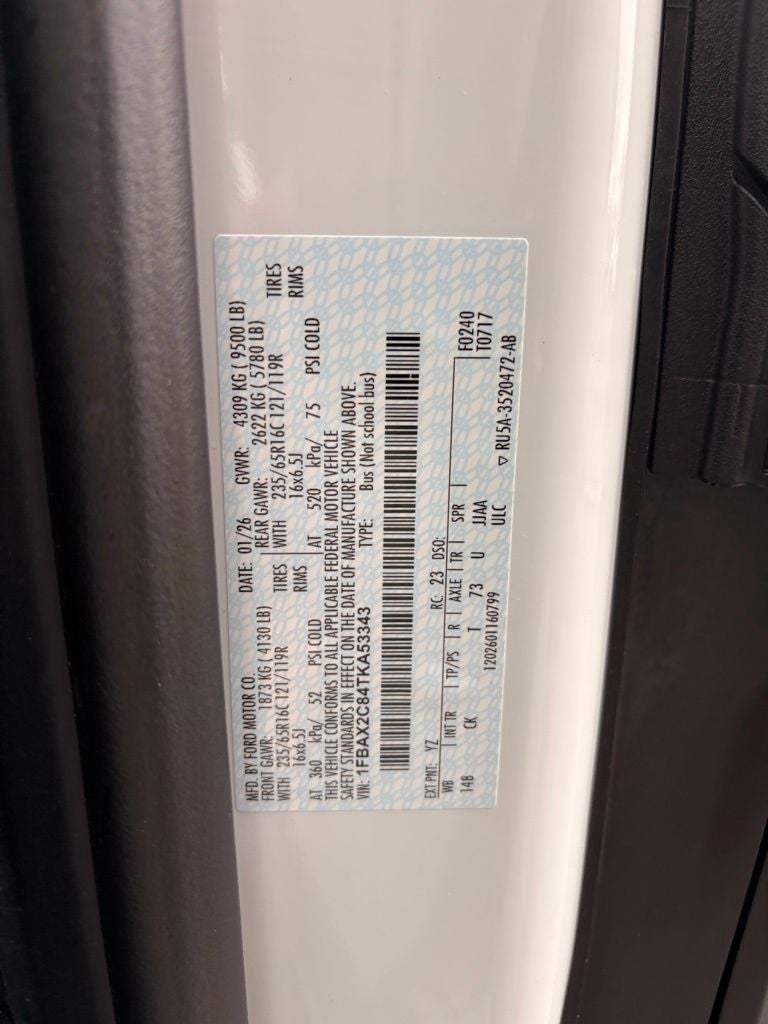 MFD. BY FORD MOTOR CO.
DATE: 01/26 GVWR: 4309 KG ( 9500 LB)
FRONT GAWR: 1873 KG ( 4130 LB)
REAR GAWR: 2622 KG ( 5780 LB)
WITH 235/65R16C 121/119R TIRES
WITH 235/65R16C 121/119R TIRES
16x6.5J RIMS
16x6.5J RIMS
AT 360 kPa/ 52 PSI COLD
AT 520 kPa/ 75 PSI COLD
THIS VEHICLE CONFORMS TO ALL APPLICABLE FEDERAL MOTOR VEHICLE
SAFETY STANDARDS IN EFFECT ON THE DATE OF MANUFACTURE SHOWN ABOVE.
VIN: 1FBAX2C84TKA53343 TYPE: Bus (Not school bus)
EXT PNT: YZ RC: 23 DSO: F0240
WB INT TR TP/PS R AXLE TR SPR T0717
148 CK T 73 U JJAA
1202601160799 ULC
▽ RU5A-3520472-AB